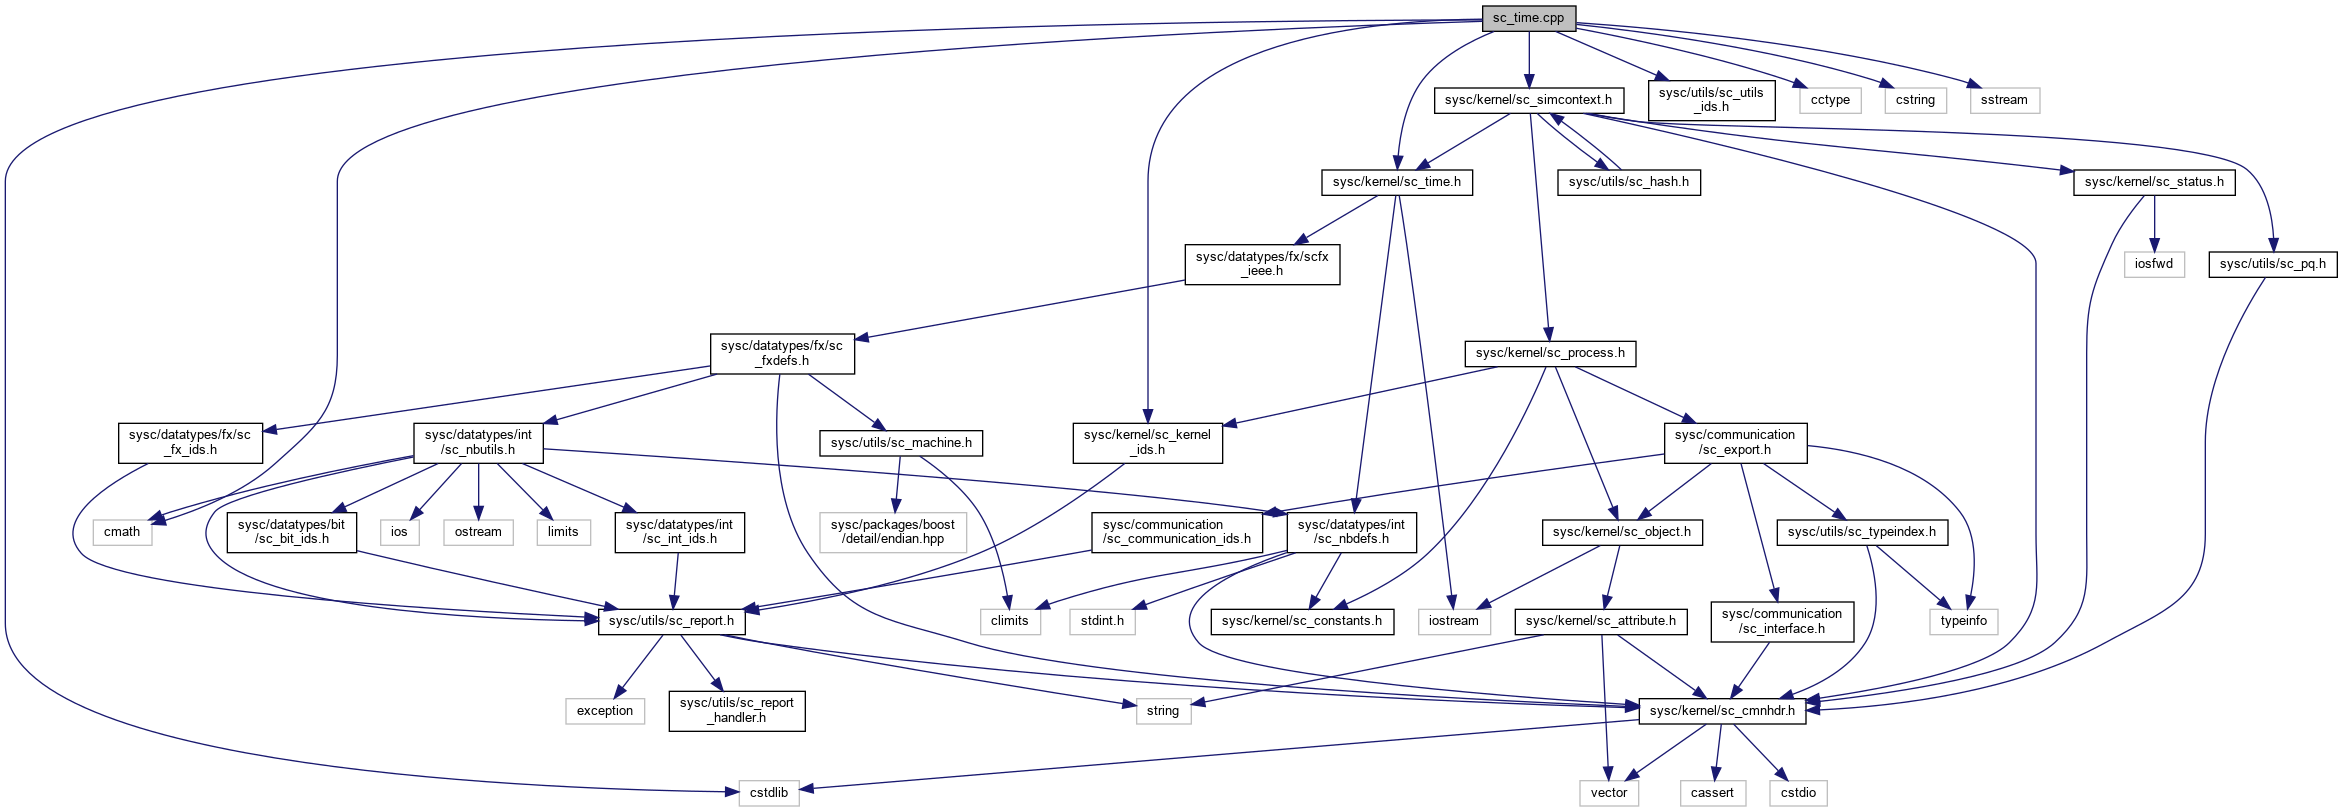 sc_time.cpp
sysc/kernel/sc_simcontext.h
sysc/utils/sc_utils
_ids.h
cctype
cstring
sstream
sysc/kernel/sc_time.h
sysc/utils/sc_hash.h
sysc/kernel/sc_status.h
sysc/datatypes/fx/scfx
_ieee.h
iosfwd
sysc/utils/sc_pq.h
sysc/datatypes/fx/sc
_fxdefs.h
sysc/kernel/sc_process.h
sysc/datatypes/fx/sc
_fx_ids.h
sysc/datatypes/int
/sc_nbutils.h
sysc/utils/sc_machine.h
sysc/kernel/sc_kernel
_ids.h
sysc/communication
/sc_export.h
cmath
sysc/datatypes/bit
/sc_bit_ids.h
ios
ostream
limits
sysc/datatypes/int
/sc_int_ids.h
sysc/packages/boost
/detail/endian.hpp
sysc/communication
/sc_communication_ids.h
sysc/datatypes/int
/sc_nbdefs.h
sysc/kernel/sc_object.h
sysc/utils/sc_typeindex.h
sysc/utils/sc_report.h
climits
stdint.h
sysc/kernel/sc_constants.h
iostream
sysc/kernel/sc_attribute.h
sysc/communication
/sc_interface.h
typeinfo
exception
sysc/utils/sc_report
_handler.h
string
sysc/kernel/sc_cmnhdr.h
cstdlib
vector
cassert
cstdio